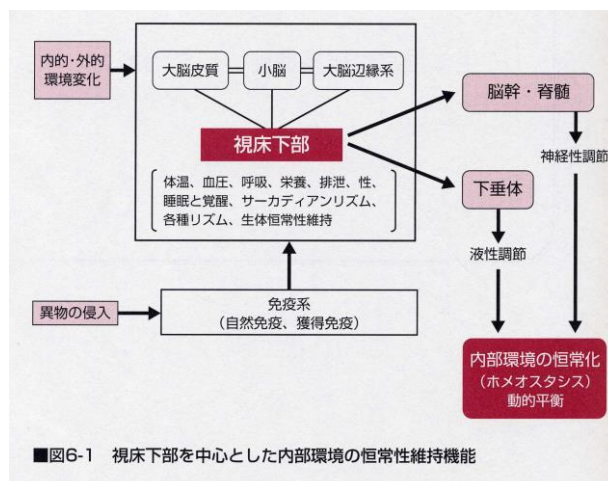 内的・外的
環境変化
大脳皮質
小脳
大脳辺縁系
視床下部
体温、血圧、呼吸、栄養、排泄、性、
睡眠と覚醒、サーカディアンリズム、
各種リズム、生体恒常性維持
脳幹・脊髄
神経性調節
下垂体
液性調節
異物の侵入
免疫系
(自然免疫、獲得免疫)
内部環境の恒常化
(ホメオスタシス)
動的平衡
■図6-1 視床下部を中心とした内部環境の恒常性維持機能